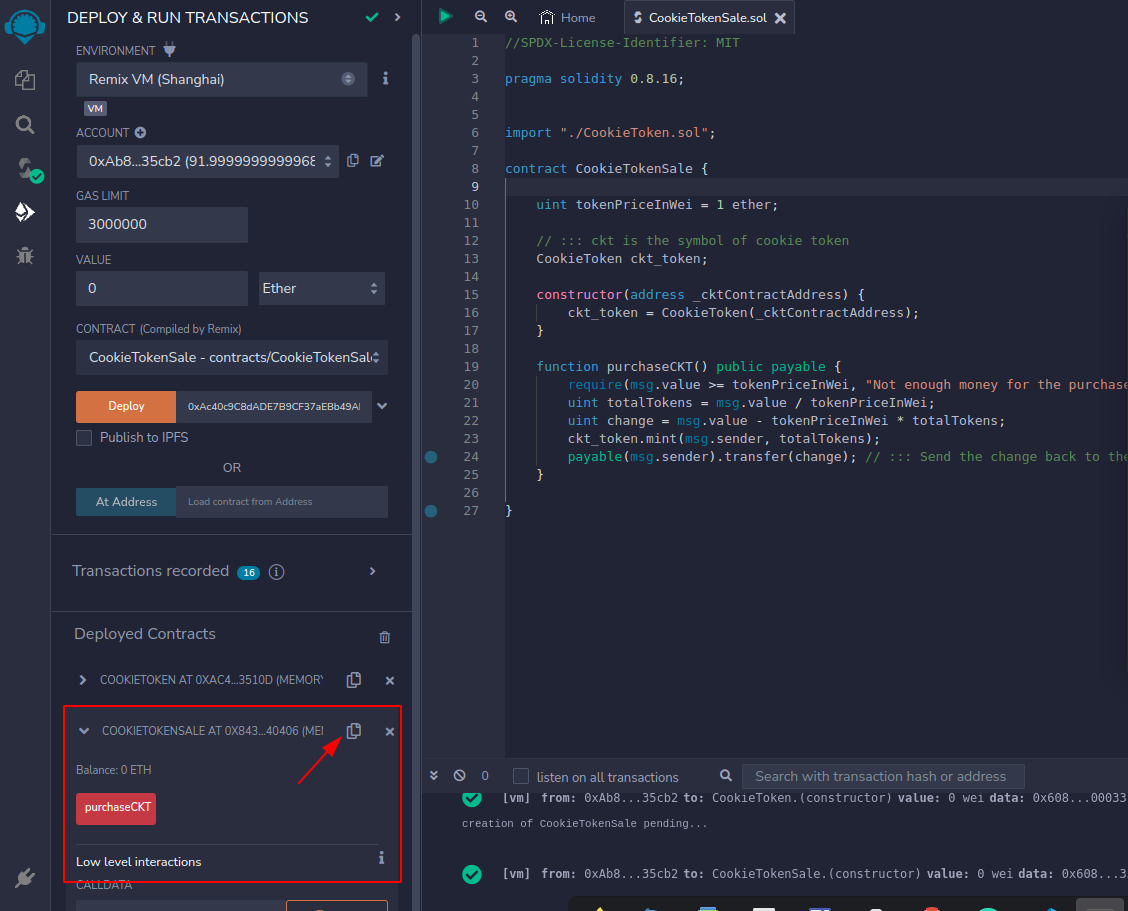 DEPLOY & RUN TRANSACTIONS
ENVIRONMENT
Remix VM (Shanghai)
VM
ACCOUNT
0xAb8...35cb2 (91.9999999999968
GAS LIMIT
3000000
VALUE
0
Ether
CONTRACT (Compiled by Remix)
CookieTokenSale - contracts/CookieTokenSal
Deploy
0xAc40c9C8dADE7B9CF37aEBb49A
Publish to IPFS
OR
At Address
Load contract from Address
Transactions recorded 16
Deployed Contracts
COOKIETOKEN AT 0XAC4...3510D (MEMORY
COOKIETOKENSALE AT 0X843...40406 (MEI
Balance: 0 ETH
purchaseCKT
Low level interactions
CALLDATA
Home
CookieTokenSale.sol
1 //SPDX-License-Identifier: MIT
2
3 pragma solidity 0.8.16;
4
5
6 import "./CookieToken.sol";
7
8 contract CookieTokenSale {
9
10 uint tokenPriceInWei = 1 ether;
11
12 // ::: ckt is the symbol of cookie token
13 CookieToken ckt_token;
14
15 constructor(address _cktContractAddress) {
16 ckt_token = CookieToken(_cktContractAddress);
17 }
18
19 function purchaseCKT() public payable {
20 require(msg.value >= tokenPriceInWei, "Not enough money for the purchase
21 uint totalTokens = msg.value / tokenPriceInWei;
22 uint change = msg.value - tokenPriceInWei * totalTokens;
23 ckt_token.mint(msg.sender, totalTokens);
24 payable(msg.sender).transfer(change); // ::: Send the change back to the
25 }
26
27 }
0
listen on all transactions
Search with transaction hash or address
[vm] from: 0xAb8...35cb2 to: CookieToken.(constructor) value: 0 wei data: 0x608...00033
creation of CookieTokenSale pending...
[vm] from: 0xAb8...35cb2 to: CookieTokenSale.(constructor) value: 0 wei data: 0x608...3